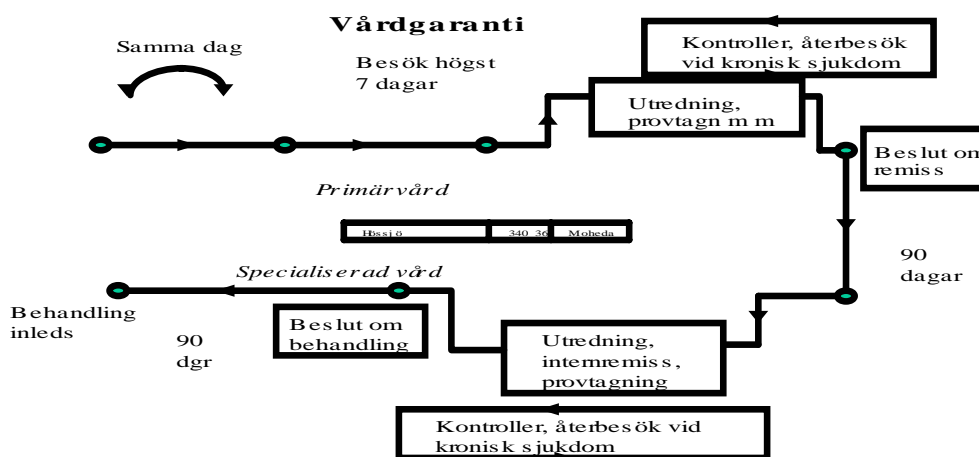 Vårdgaranti
Samma dag
Besök högst
7 dagar
Kontroller, återbesök
vid kronisk sjukdom
Utredning,
provtagn m m
Beslut om
remiss
Primärvård
Hössjö 340 36 Moheda
90
dagar
Specialiserad vård
Behandling
inleds
90
dgr
Beslut om
behandling
Utredning,
internremiss,
provtagning
Kontroller, återbesök vid
kronisk sjukdom